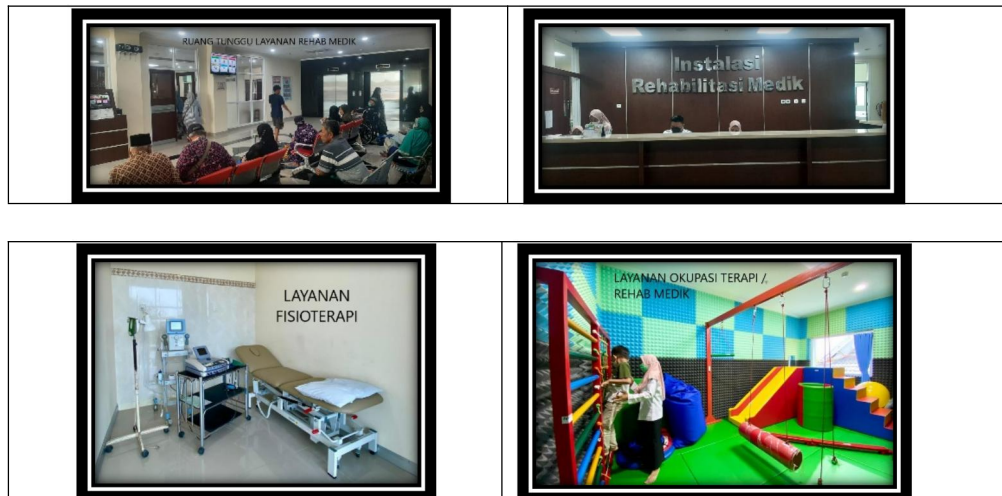 RUANG TUNGGU LAYANAN REHAB MEDIK
Instalasi
Rehabilitasi Medik
LAYANAN
FISIOTERAPI
LAYANAN OKUPASI TERAPI /
REHAB MEDIK